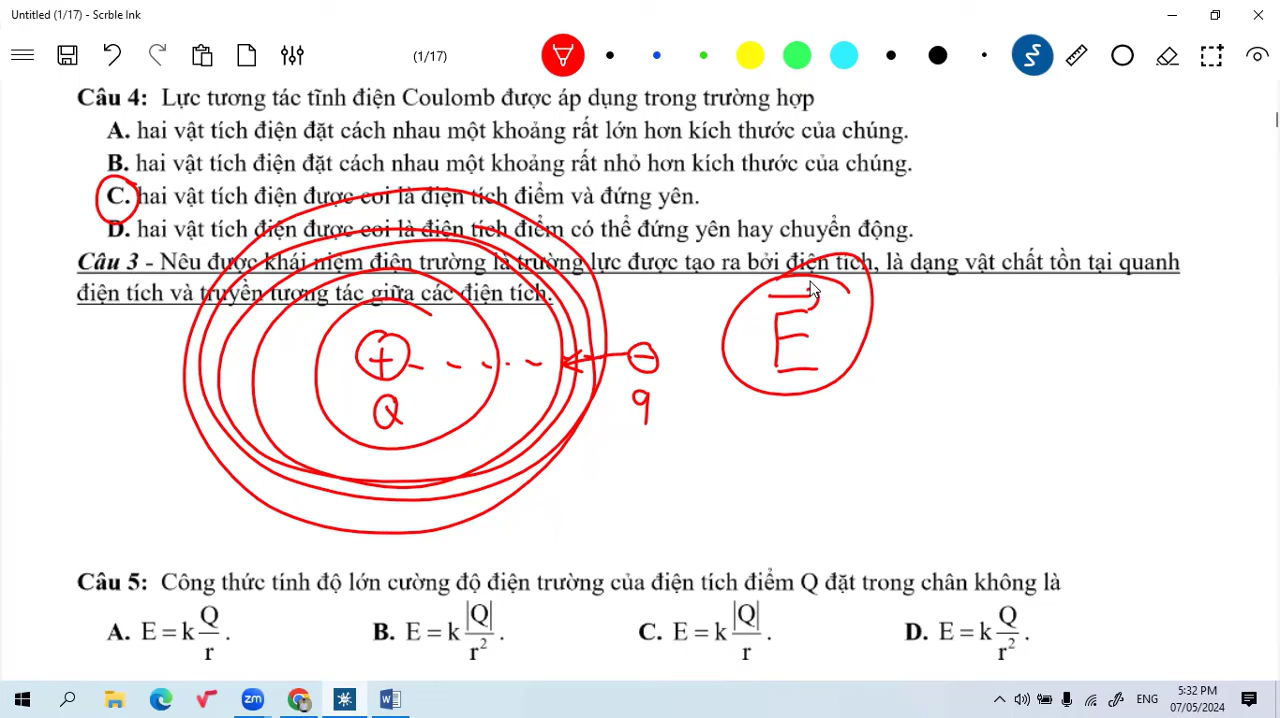 Untitled (1/17) - Scrble Ink
(1/17)
Câu 4: Lực tương tác tĩnh điện Coulomb được áp dụng trong trường hợp
A. hai vật tích điện đặt cách nhau một khoảng rất lớn hơn kích thước của chúng.
B. hai vật tích điện đặt cách nhau một khoảng rất nhỏ hơn kích thước của chúng.
C. hai vật tích điện được coi là điện tích điểm và đứng yên.
D. hai vật tích điện được coi là điện tích điểm có thể đứng yên hay chuyển động.
Câu 3 - Nêu được khái niệm điện trường là trường lực được tạo ra bởi điện tích, là dạng vật chất tồn tại quanh
điện tích và truyền tương tác giữa các điện tích.
+ - E
Q q
Câu 5: Công thức tính độ lớn cường độ điện trường của điện tích điểm Q đặt trong chân không là
A. E = k Q/r . B. E = k |Q|/r² . C. E = k |Q|/r . D. E = k Q/r² .
zm
ENG
5:32 PM
07/05/2024